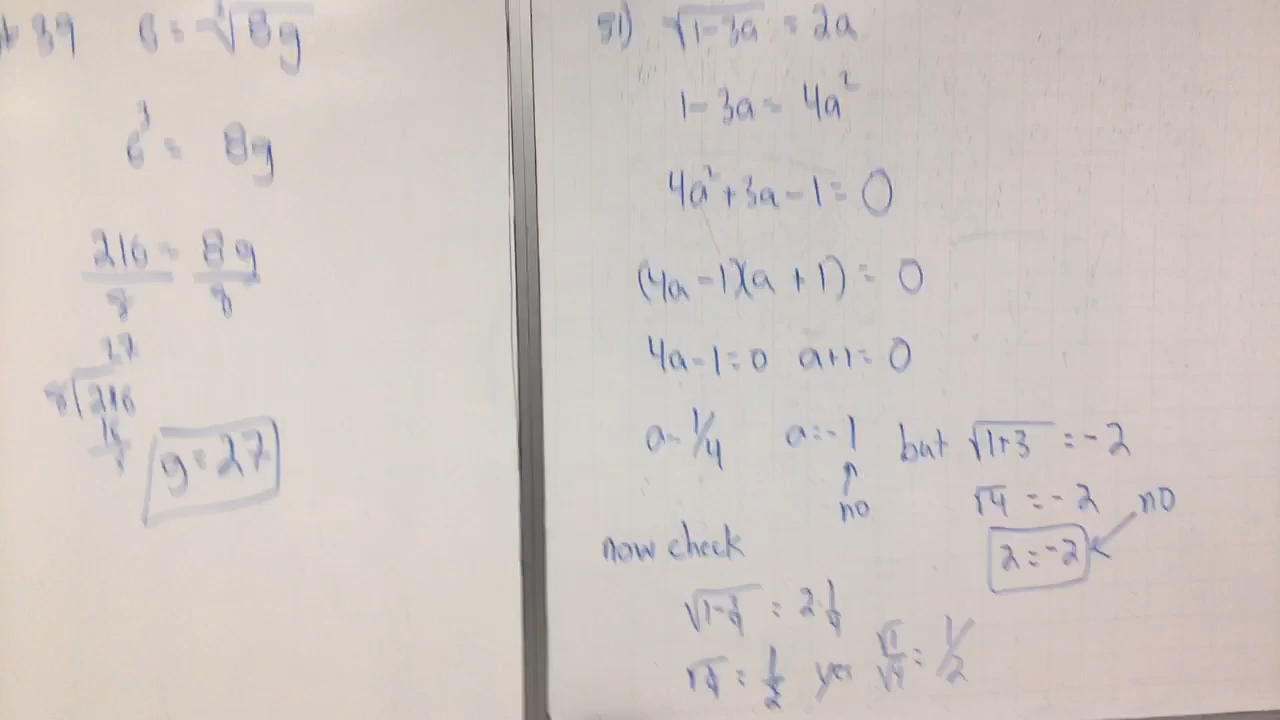 39 6 = ∛8g
6³ = 8g
216 = 8g
8 8
27
8√216
16
g = 27
51) √1-3a = 2a
1-3a = 4a²
4a²+3a-1=0
(4a-1)(a+1) = 0
4a-1=0 a+1=0
a=1/4 a=-1 but √1+3 = -2
no √4 = -2 no
now check 2=-2
√1-3/4 = 2·1/4
= 1/2 yes √1/√4 = 1/2